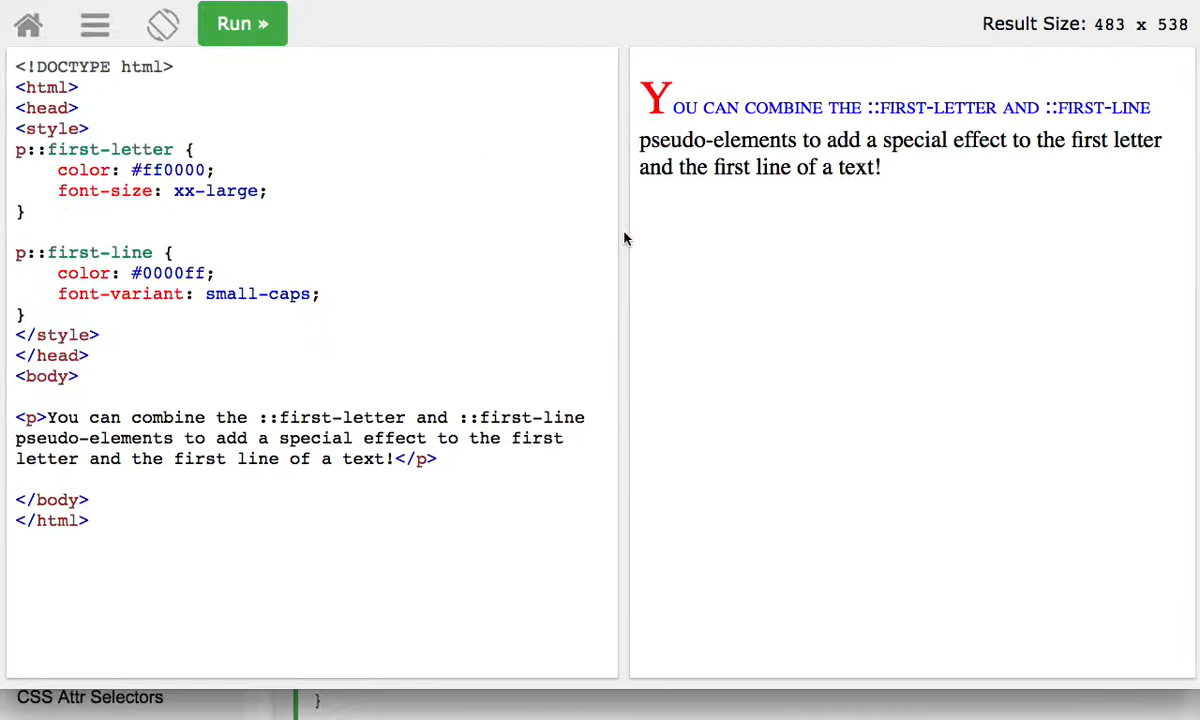 Run »
Result Size: 483 x 538
<!DOCTYPE html>
<html>
<head>
<style>
p::first-letter {
    color: #ff0000;
    font-size: xx-large;
}

p::first-line {
    color: #0000ff;
    font-variant: small-caps;
}
</style>
</head>
<body>

<p>You can combine the ::first-letter and ::first-line
pseudo-elements to add a special effect to the first
letter and the first line of a text!</p>

</body>
</html>
You can combine the ::first-letter and ::first-line
pseudo-elements to add a special effect to the first letter
and the first line of a text!
CSS Attr Selectors
}